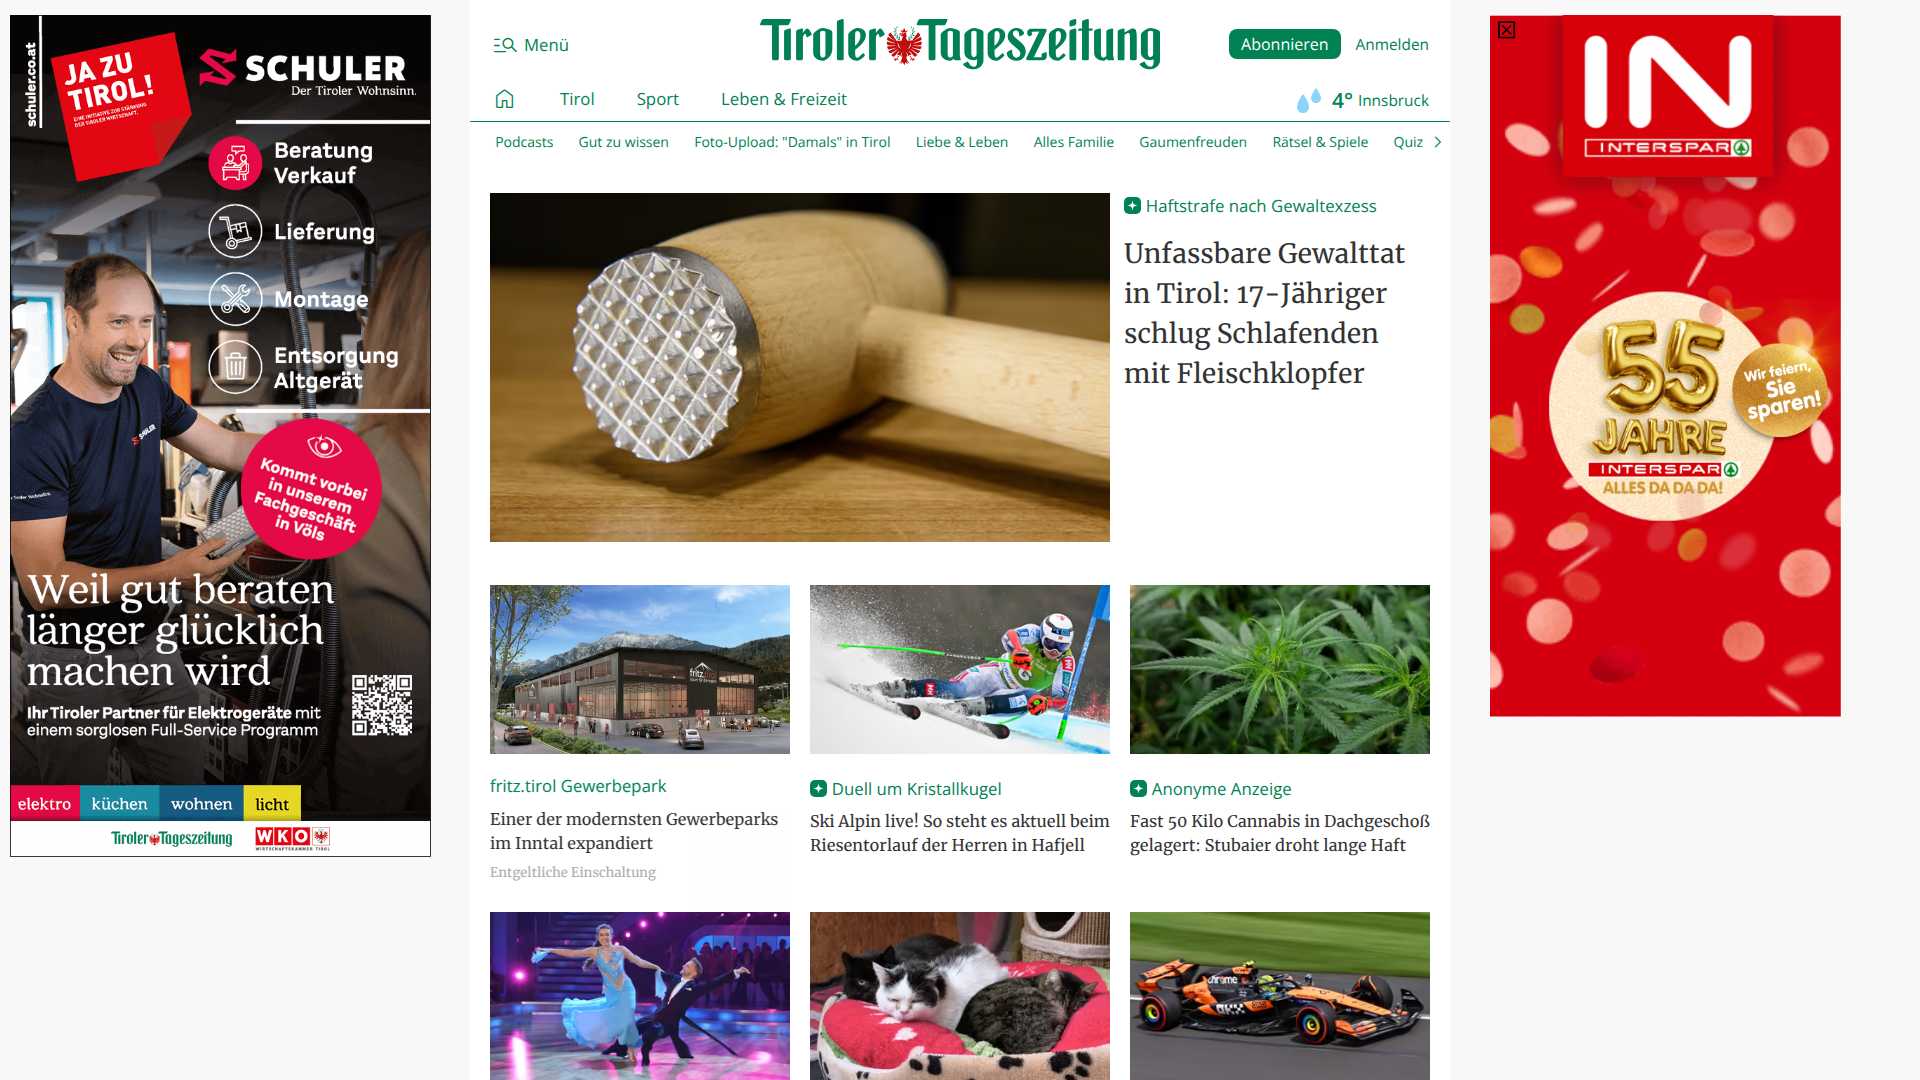 schuler.co.at
JA ZU
TIROL!
EINE INITIATIVE ZUR STÄRKUNG
DER TIROLER WIRTSCHAFT.
SCHULER
Der Tiroler Wohnsinn.
Beratung
Verkauf
Lieferung
Montage
Entsorgung
Altgerät
SCHULER
Kommt vorbei
in unserem
Fachgeschäft
in Völs
Weil gut beraten
länger glücklich
machen wird
Ihr Tiroler Partner für Elektrogeräte mit
einem sorglosen Full-Service Programm
elektro küchen wohnen licht
Tiroler Tageszeitung WKO
WIRTSCHAFTSKAMMER TIROL
Menü
Tiroler Tageszeitung
Abonnieren Anmelden
Tirol Sport Leben & Freizeit
4° Innsbruck
Podcasts Gut zu wissen Foto-Upload: "Damals" in Tirol Liebe & Leben Alles Familie Gaumenfreuden Rätsel & Spiele Quiz
Haftstrafe nach Gewaltexzess
Unfassbare Gewalttat
in Tirol: 17-Jähriger
schlug Schlafenden
mit Fleischklopfer
fritz.tirol
fritz.tirol Gewerbepark
Einer der modernsten Gewerbeparks
im Inntal expandiert
Entgeltliche Einschaltung
Duell um Kristallkugel
Ski Alpin live! So steht es aktuell beim
Riesentorlauf der Herren in Hafjell
Anonyme Anzeige
Fast 50 Kilo Cannabis in Dachgeschoß
gelagert: Stubaier droht lange Haft
chrome
OKX
IN
INTERSPAR
55
JAHRE
INTERSPAR
ALLES DA DA DA!
Wir feiern,
Sie
sparen!